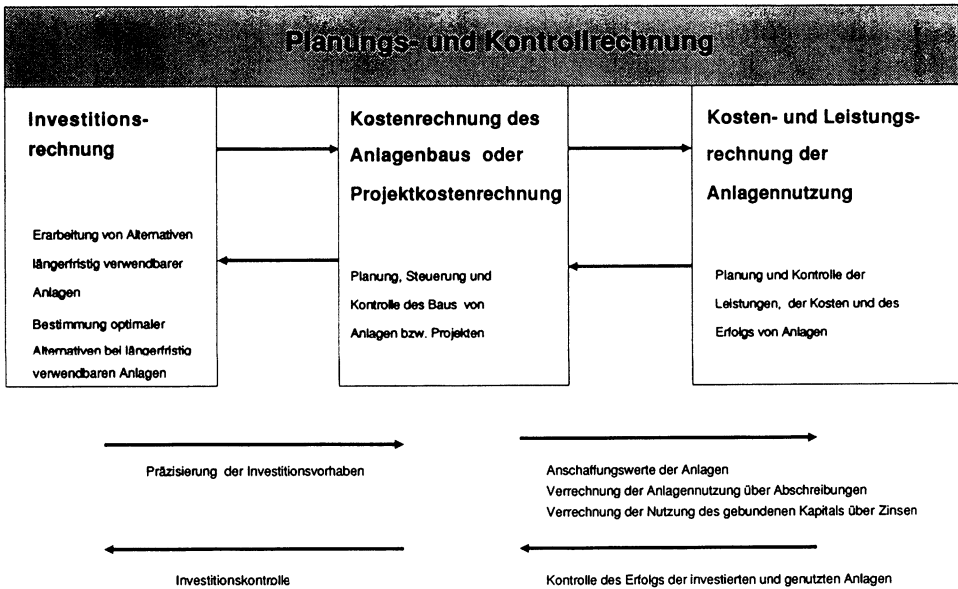 Planungs- und Kontrollrechnung
Investitions-
rechnung
Erarbeitung von Alternativen
längerfristig verwendbarer
Anlagen
Bestimmung optimaler
Alternativen bei längerfristig
verwendbaren Anlagen
Kostenrechnung des
Anlagenbaus oder
Projektkostenrechnung
Planung, Steuerung und
Kontrolle des Baus von
Anlagen bzw. Projekten
Kosten- und Leistungs-
rechnung der
Anlagennutzung
Planung und Kontrolle der
Leistungen, der Kosten und des
Erfolgs von Anlagen
Präzisierung der Investitionsvorhaben
Anschaffungswerte der Anlagen
Verrechnung der Anlagennutzung über Abschreibungen
Verrechnung der Nutzung des gebundenen Kapitals über Zinsen
Investitionskontrolle
Kontrolle des Erfolgs der investierten und genutzten Anlagen